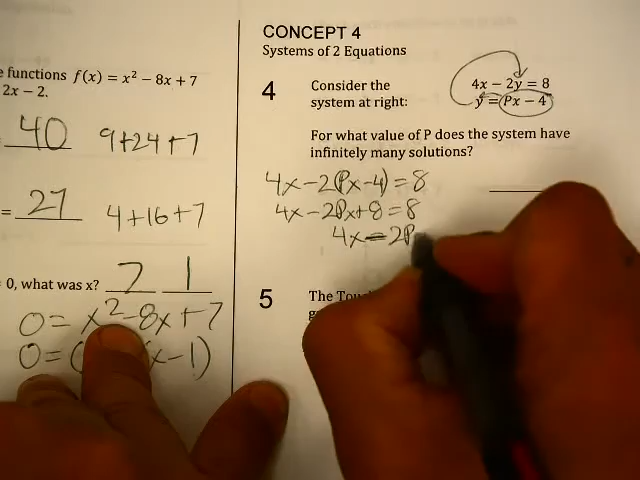 e functions f(x) = x² − 8x + 7
2x − 2.
40 9+24+7
= 27 4+16+7
0, what was x? 7 1
0 = x² - 8x + 7
0 = ( x - 1)
CONCEPT 4
Systems of 2 Equations
4 Consider the system at right:
4x − 2y = 8
y = Px − 4
For what value of P does the system have
infinitely many solutions?
4x - 2(Px - 4) = 8
4x - 2Px + 8 = 8
4x = 2P
5 The